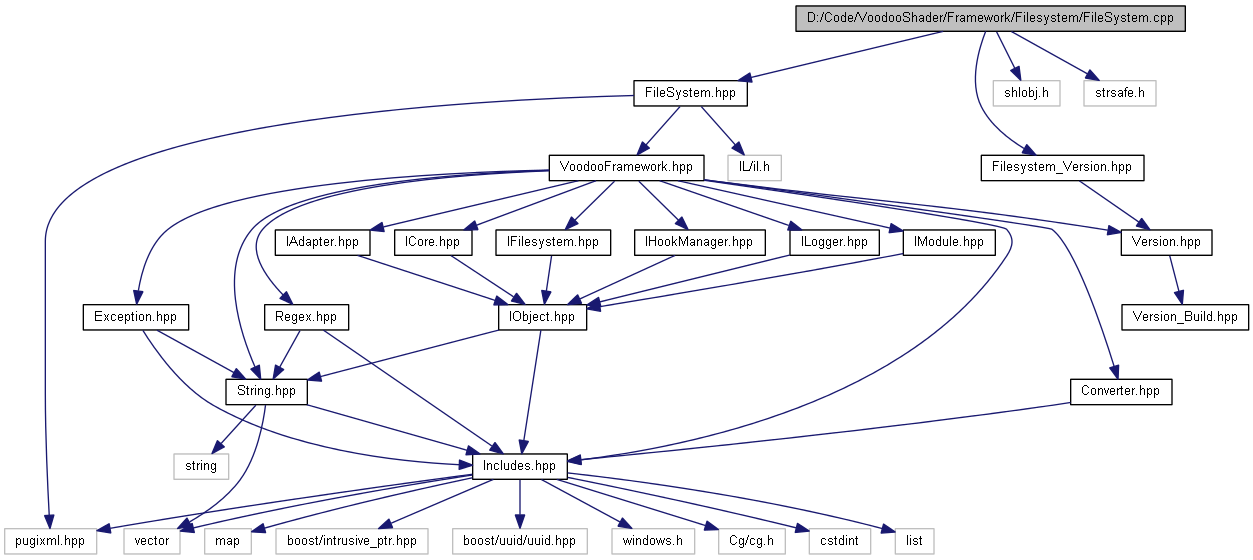 D:/Code/VoodooShader/Framework/Filesystem/FileSystem.cpp
FileSystem.hpp
shlobj.h
strsafe.h
VoodooFramework.hpp
IL/il.h
Filesystem_Version.hpp
IAdapter.hpp
ICore.hpp
IFilesystem.hpp
IHookManager.hpp
ILogger.hpp
IModule.hpp
Version.hpp
Exception.hpp
Regex.hpp
IObject.hpp
Version_Build.hpp
String.hpp
Converter.hpp
string
Includes.hpp
pugixml.hpp
vector
map
boost/intrusive_ptr.hpp
boost/uuid/uuid.hpp
windows.h
Cg/cg.h
cstdint
list